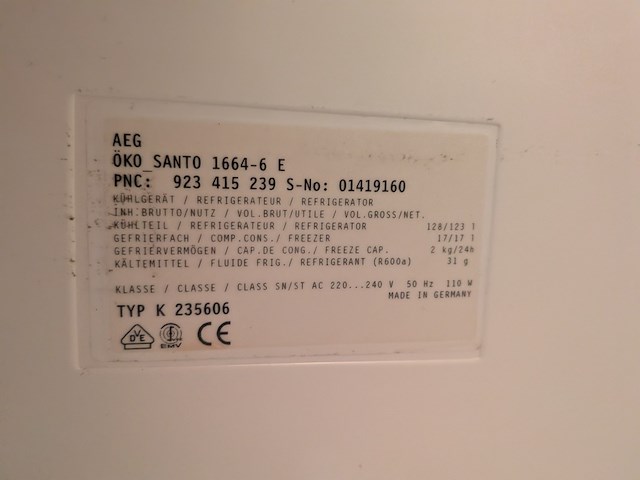 AEG
ÖKO_SANTO 1664-6 E
PNC: 923 415 239 S-No: 01419160
KÜHLGERÄT / REFRIGERATEUR / REFRIGERATOR
INH.BRUTTO/NUTZ / VOL.BRUT/UTILE / VOL.GROSS/NET.
KÜHLTEIL / REFRIGERATEUR / REFRIGERATOR 128/123 l
GEFRIERFACH / COMP.CONS./ FREEZER 17/17 l
GEFRIERVERMÖGEN / CAP.DE CONG./ FREEZE CAP. 2 kg/24h
KÄLTEMITTEL / FLUIDE FRIG./ REFRIGERANT (R600a) 31 g
KLASSE / CLASSE / CLASS SN/ST AC 220...240 V 50 Hz 110 W
MADE IN GERMANY
TYP K 235606
DVE EMV CE